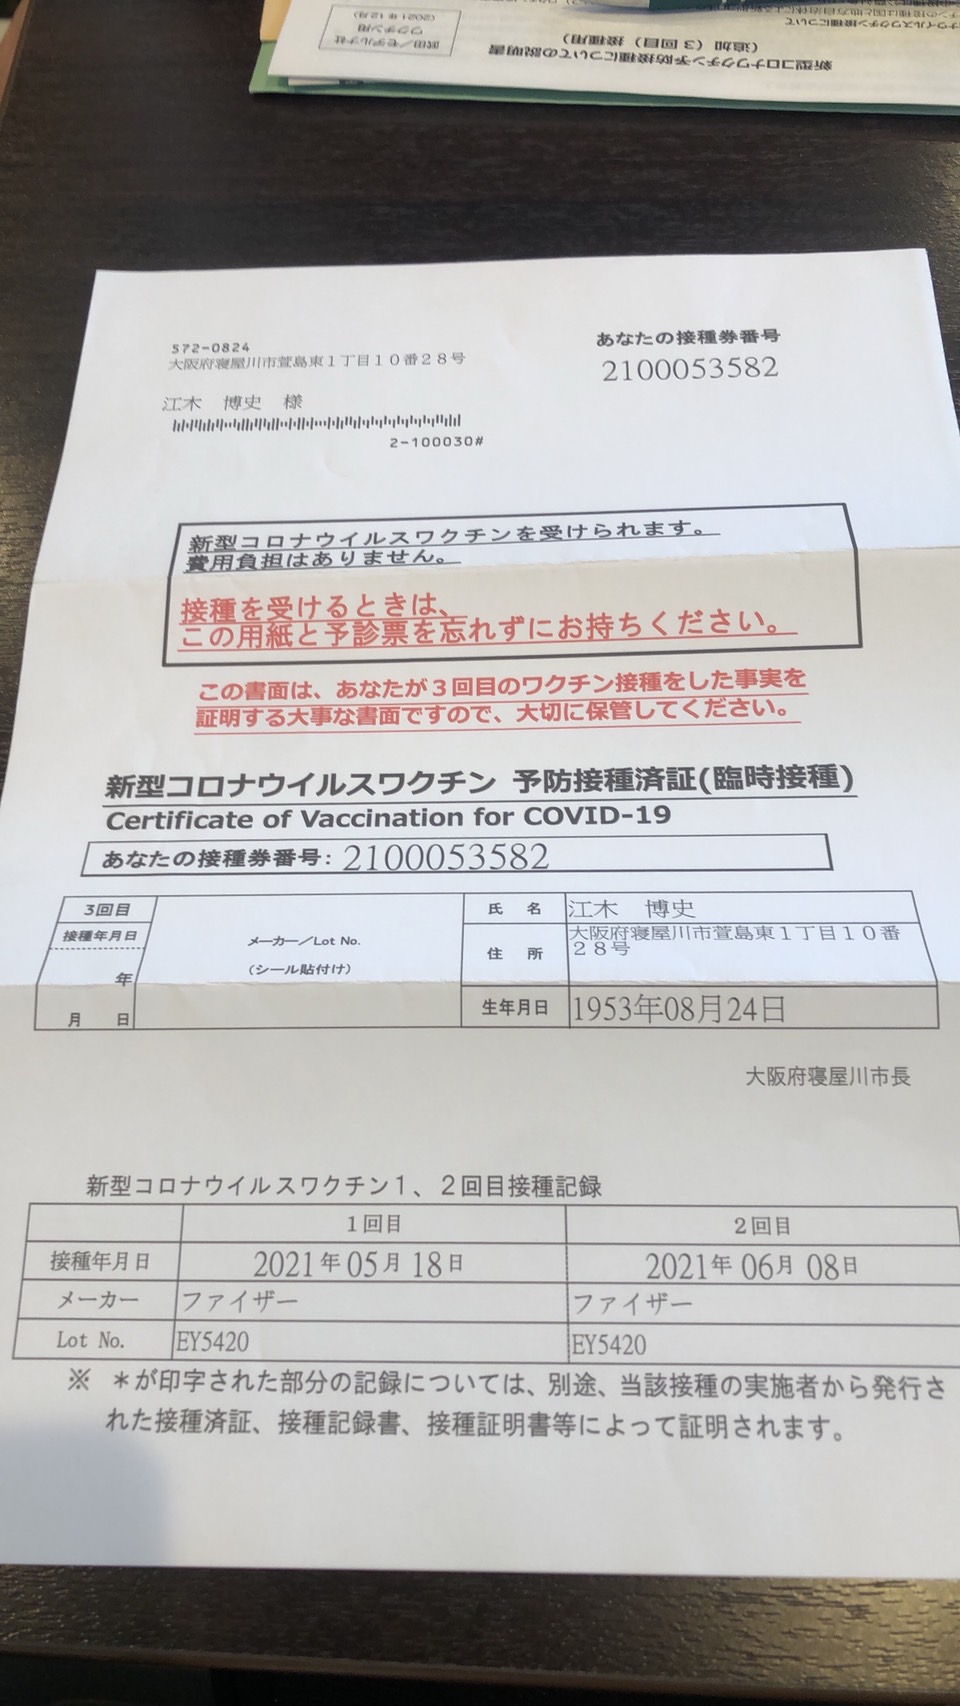 新型コロナワクチン予防接種についての説明書
（追加（３回目）接種用）
武田／モデルナ社
ワクチン用
（2021年12月）
572-0824
大阪府寝屋川市萱島東１丁目１０番２８号
江木　博史　様
2-100030#
あなたの接種券番号
2100053582
新型コロナウイルスワクチンを受けられます。
費用負担はありません。
接種を受けるときは、
この用紙と予診票を忘れずにお持ちください。
この書面は、あなたが３回目のワクチン接種をした事実を
証明する大事な書面ですので、大切に保管してください。
新型コロナウイルスワクチン 予防接種済証(臨時接種)
Certificate of Vaccination for COVID-19
あなたの接種券番号: 2100053582
3回目
接種年月日
年
月　日
メーカー／Lot No.
（シール貼付け）
氏　名 江木　博史
住　所 大阪府寝屋川市萱島東１丁目１０番
２８号
生年月日 1953年08月24日
大阪府寝屋川市長
新型コロナウイルスワクチン１、２回目接種記録
１回目 ２回目
接種年月日 2021年 05月 18日 2021年 06月 08日
メーカー ファイザー ファイザー
Lot No. EY5420 EY5420
※　＊が印字された部分の記録については、別途、当該接種の実施者から発行さ
れた接種済証、接種記録書、接種証明書等によって証明されます。